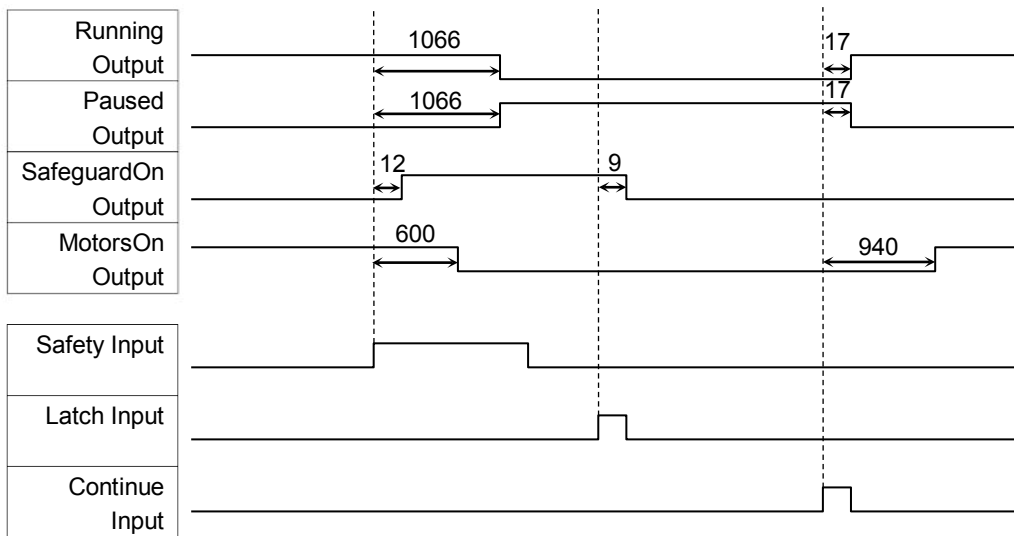 Running
Output
1066
17
Paused
Output
1066
17
SafeguardOn
Output
12
9
MotorsOn
Output
600
940
Safety Input
Latch Input
Continue
Input